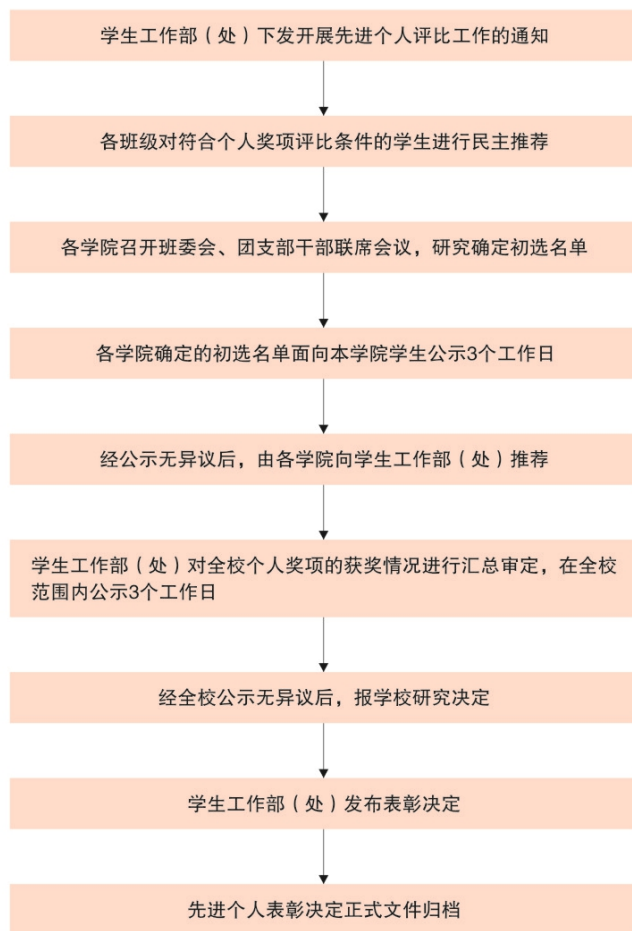 学生工作部（处）下发开展先进个人评比工作的通知
各班级对符合个人奖项评比条件的学生进行民主推荐
各学院召开班委会、团支部干部联席会议，研究确定初选名单
各学院确定的初选名单面向本学院学生公示3个工作日
经公示无异议后，由各学院向学生工作部（处）推荐
学生工作部（处）对全校个人奖项的获奖情况进行汇总审定，在全校
范围内公示3个工作日
经全校公示无异议后，报学校研究决定
学生工作部（处）发布表彰决定
先进个人表彰决定正式文件归档